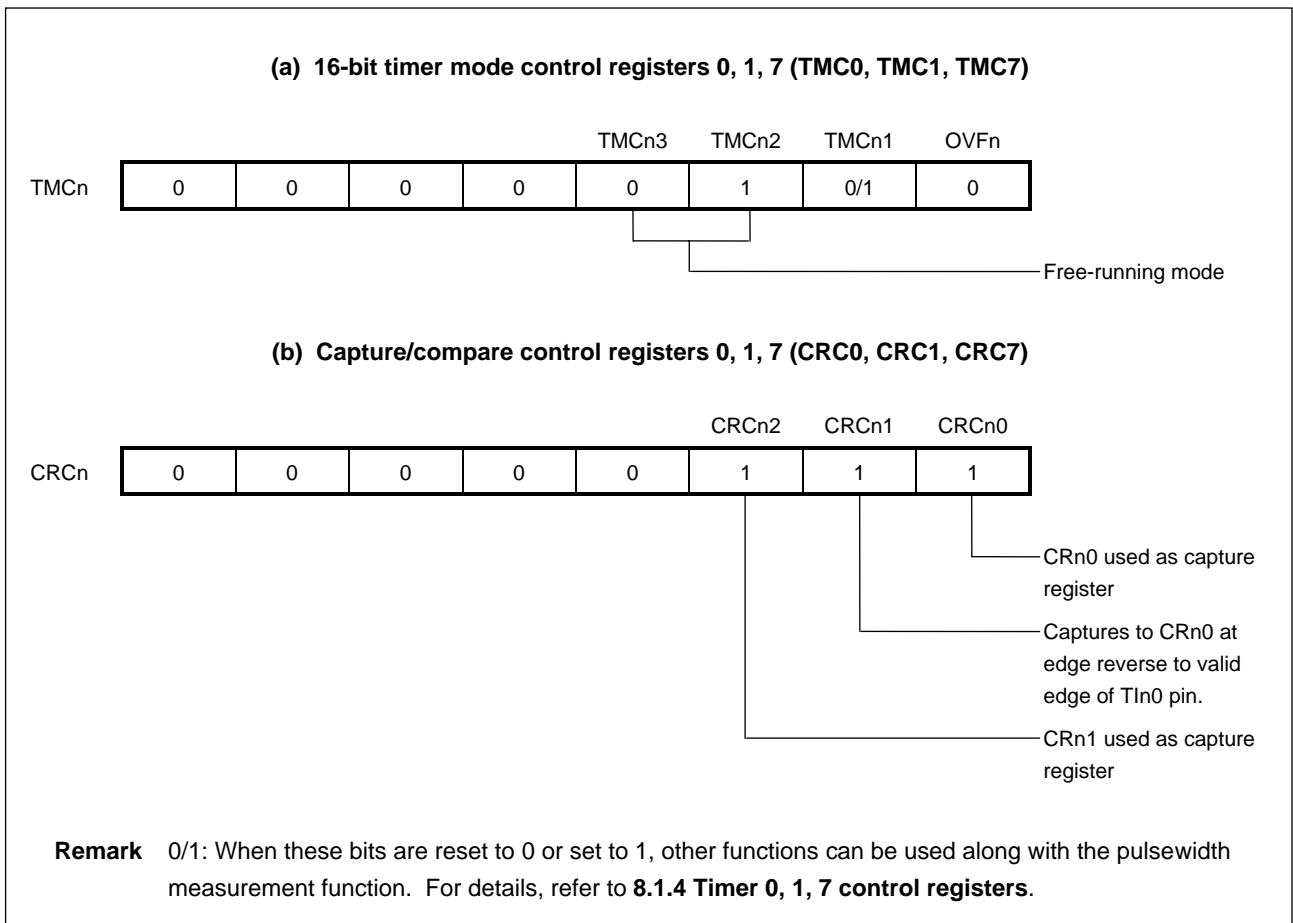 (a) 16-bit timer mode control registers 0, 1, 7 (TMC0, TMC1, TMC7)
TMCn3 TMCn2 TMCn1 OVFn
TMCn 0 0 0 0 0 1 0/1 0
Free-running mode
(b) Capture/compare control registers 0, 1, 7 (CRC0, CRC1, CRC7)
CRCn2 CRCn1 CRCn0
CRCn 0 0 0 0 0 1 1 1
CRn0 used as capture
register
Captures to CRn0 at
edge reverse to valid
edge of TIn0 pin.
CRn1 used as capture
register
Remark 0/1: When these bits are reset to 0 or set to 1, other functions can be used along with the pulsewidth
measurement function. For details, refer to 8.1.4 Timer 0, 1, 7 control registers.